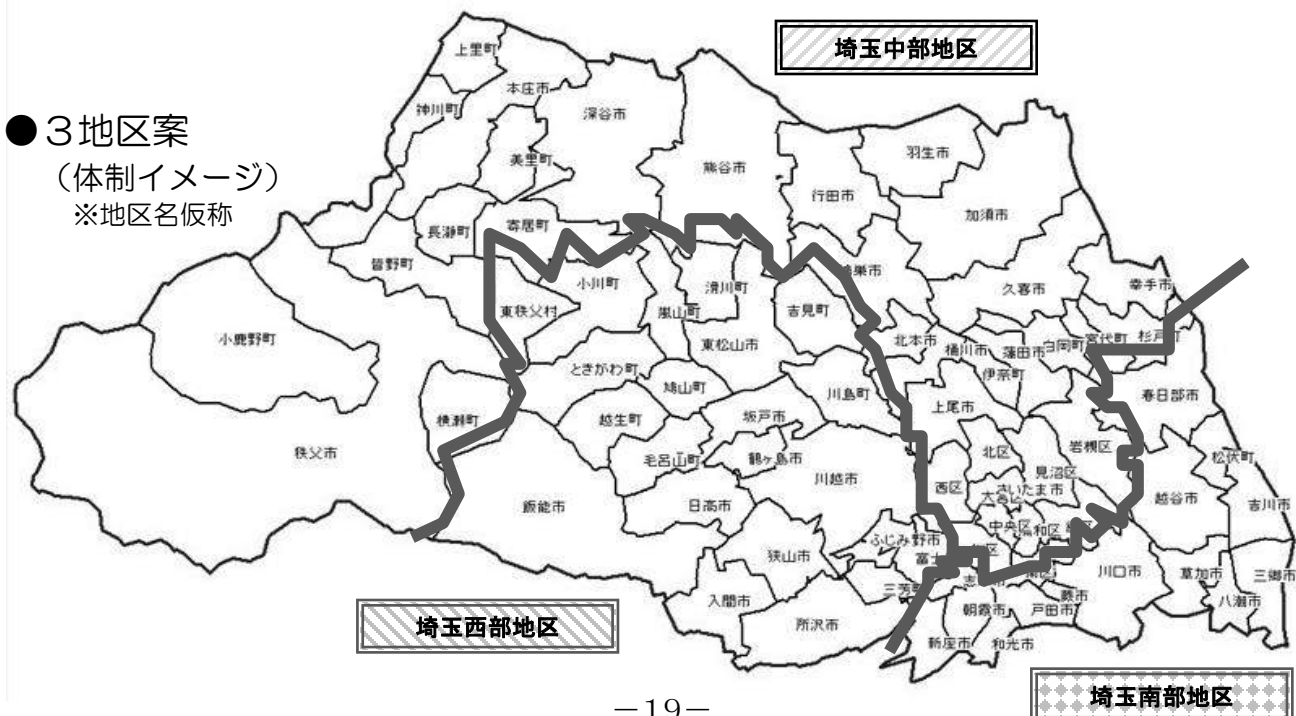 埼玉中部地区
●３地区案
（体制イメージ）
※地区名仮称
上里町
本庄市
神川町
深谷市
美里町
熊谷市
羽生市
行田市
加須市
長瀞町
寄居町
皆野町
小川町
滑川町
嵐山町
吉見町
東秩父村
東松山市
久喜市
幸手市
小鹿野町
北本市
桶川市
蓮田市
白岡町
宮代町
伊奈町
ときがわ町
鳩山町
川島町
上尾市
春日部市
横瀬町
越生町
坂戸市
秩父市
毛呂山町
鶴ヶ島市
川越市
北区
岩槻区
見沼区
西区
さいたま市
松伏町
越谷市
吉川市
飯能市
日高市
中央区
ふじみ野市
狭山市
川口市
草加市
三郷市
八潮市
入間市
所沢市
朝霞市
戸田市
蕨市
新座市
和光市
埼玉西部地区
埼玉南部地区
－19－